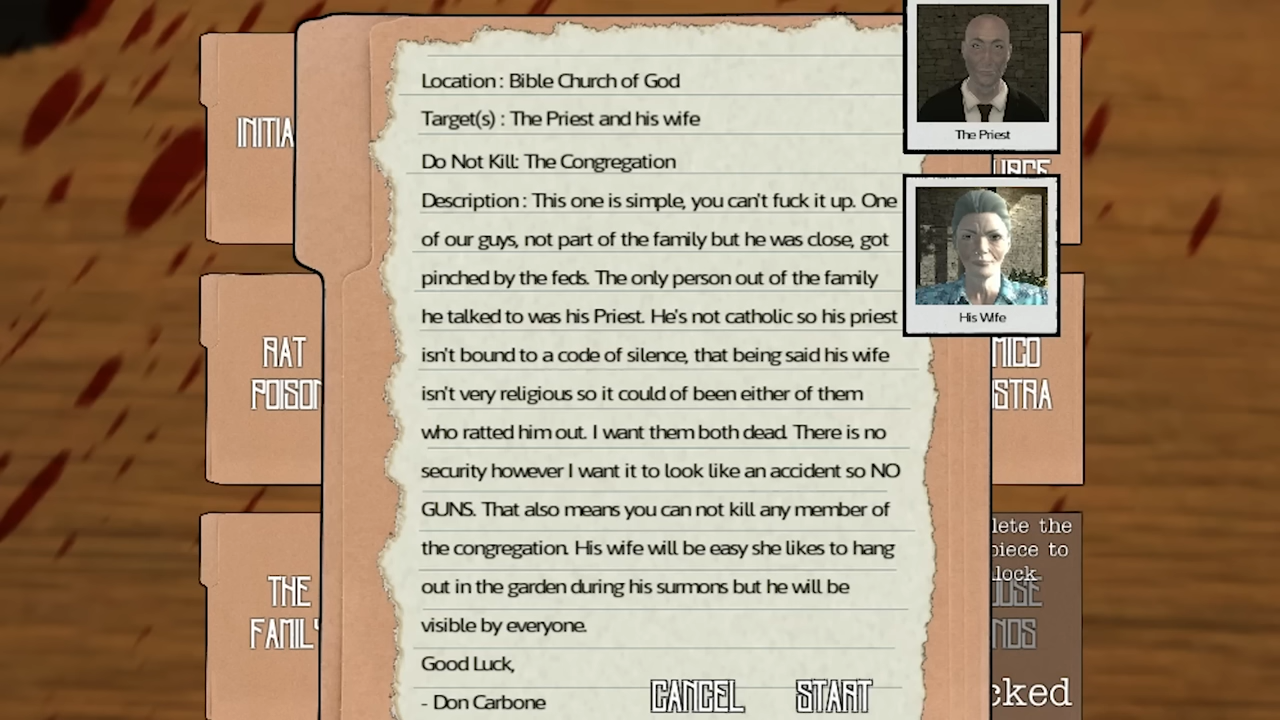 Location : Bible Church of God
Target(s) : The Priest and his wife
Do Not Kill: The Congregation
Description : This one is simple, you can't fuck it up. One
of our guys, not part of the family but he was close, got
pinched by the feds. The only person out of the family
he talked to was his Priest. He's not catholic so his priest
isn't bound to a code of silence, that being said his wife
isn't very religious so it could of been either of them
who ratted him out. I want them both dead. There is no
security however I want it to look like an accident so NO
GUNS. That also means you can not kill any member of
the congregation. His wife will be easy she likes to hang
out in the garden during his surmons but he will be
visible by everyone.
Good Luck,
- Don Carbone
CANCEL START
The Priest
His Wife
INITIA
RAT
POISON
THE
FAMILY
URCE
MICO
STRA
lete the
piece to
lock
OUSE
NDS
cked